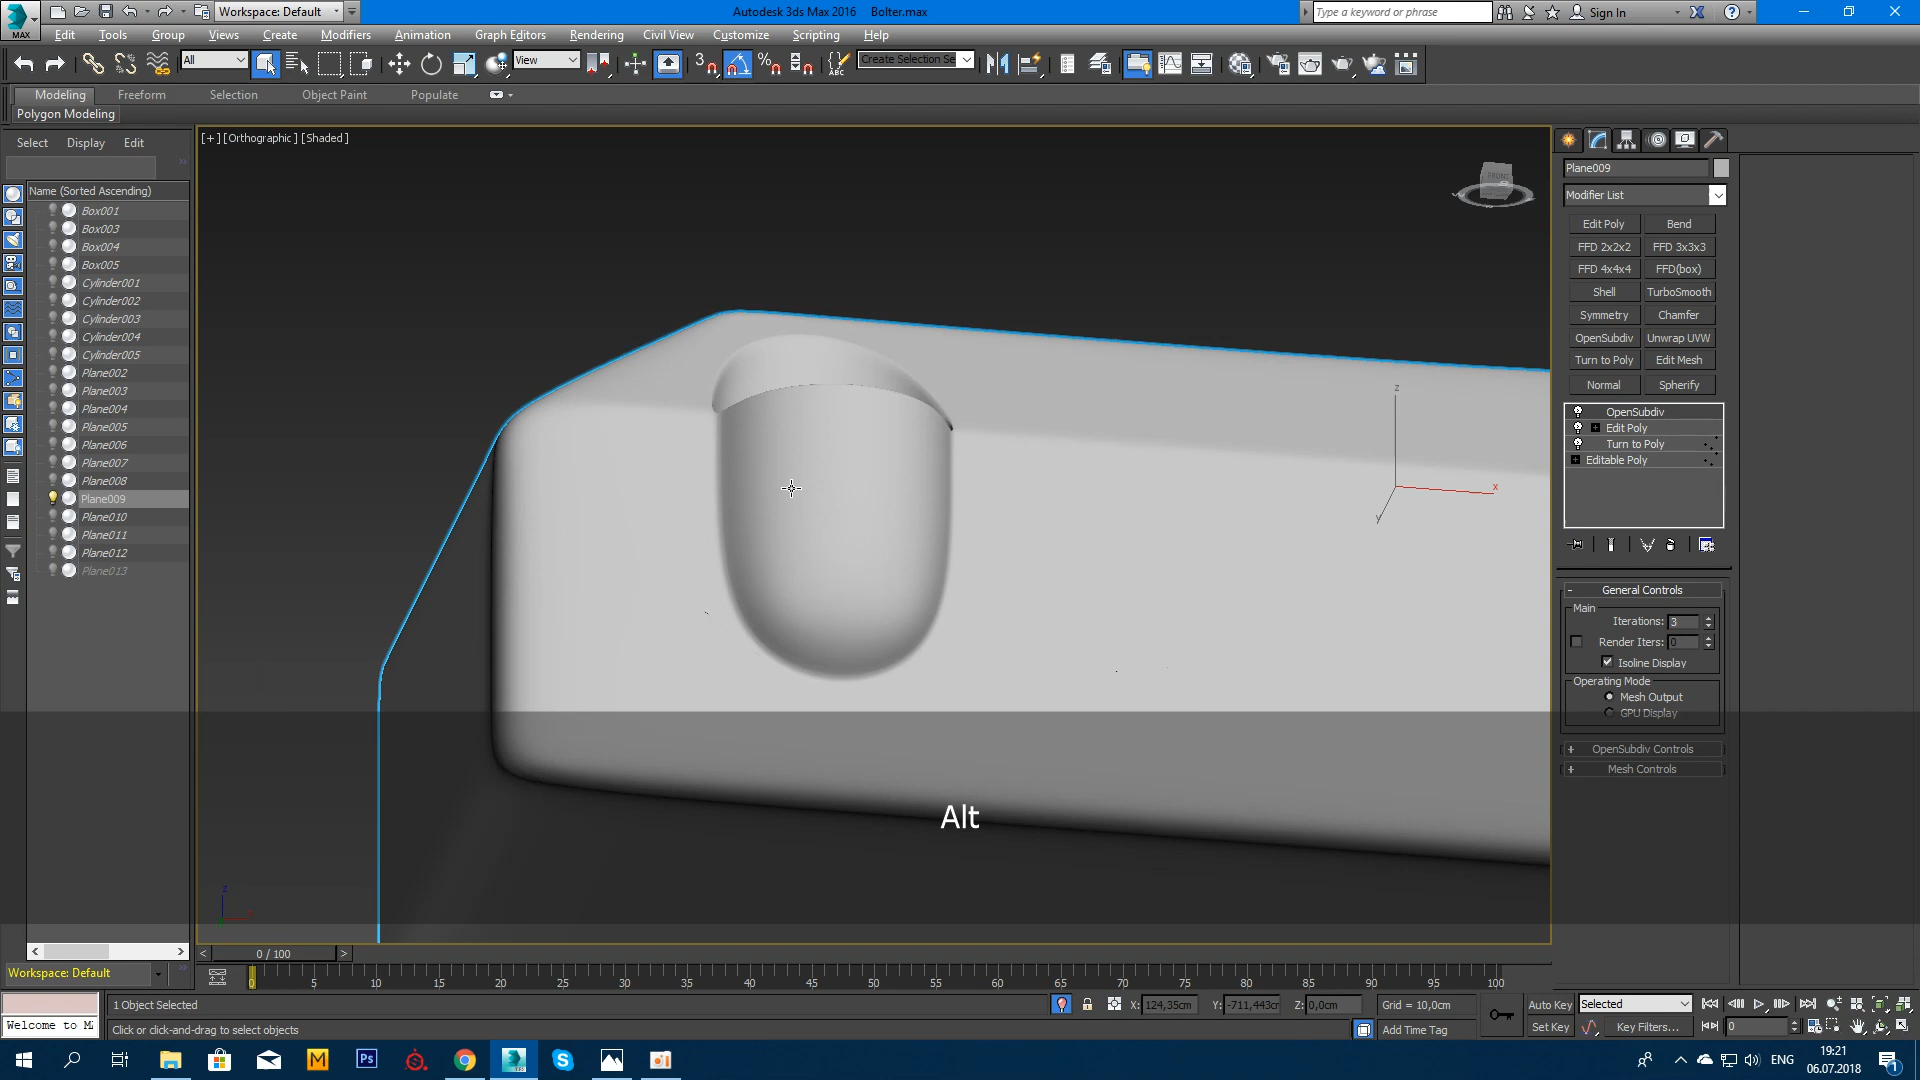 Workspace: Default
Autodesk 3ds Max 2016 Bolter.max
Type a keyword or phrase
Sign In
MAX
Edit Tools Group Views Create Modifiers Animation Graph Editors Rendering Civil View Customize Scripting Help
All
View
3
ABC
Create Selection Se
Modeling Freeform Selection Object Paint Populate
Polygon Modeling
Select Display Edit
Name (Sorted Ascending)
Box001
Box003
Box004
Box005
Cylinder001
Cylinder002
Cylinder003
Cylinder004
Cylinder005
Plane002
Plane003
Plane004
Plane005
Plane006
Plane007
Plane008
Plane009
Plane010
Plane011
Plane012
Plane013
[+] [Orthographic ] [Shaded ]
FRONT
z
x
y
Alt
z
Plane009
Modifier List
Edit Poly Bend
FFD 2x2x2 FFD 3x3x3
FFD 4x4x4 FFD(box)
Shell TurboSmooth
Symmetry Chamfer
OpenSubdiv Unwrap UVW
Turn to Poly Edit Mesh
Normal Spherify
OpenSubdiv
Edit Poly
Turn to Poly
Editable Poly
- General Controls
Main
Iterations: 3
Render Iters: 0
Isoline Display
Operating Mode
Mesh Output
GPU Display
+ OpenSubdiv Controls
+ Mesh Controls
< 0 / 100 >
Workspace: Default
0 5 10 15 20 25 30 35 40 45 50 55 60 65 70 75 80 85 90 95 100
1 Object Selected
X: 124,35cm Y: -711,443cm Z: 0,0cm
Grid = 10,0cm
Auto Key
Selected
Welcome to M
Click or click-and-drag to select objects
Add Time Tag
Set Key
Key Filters...
0
M
Ps
MAX
S
ENG
19:21
06.07.2018
1